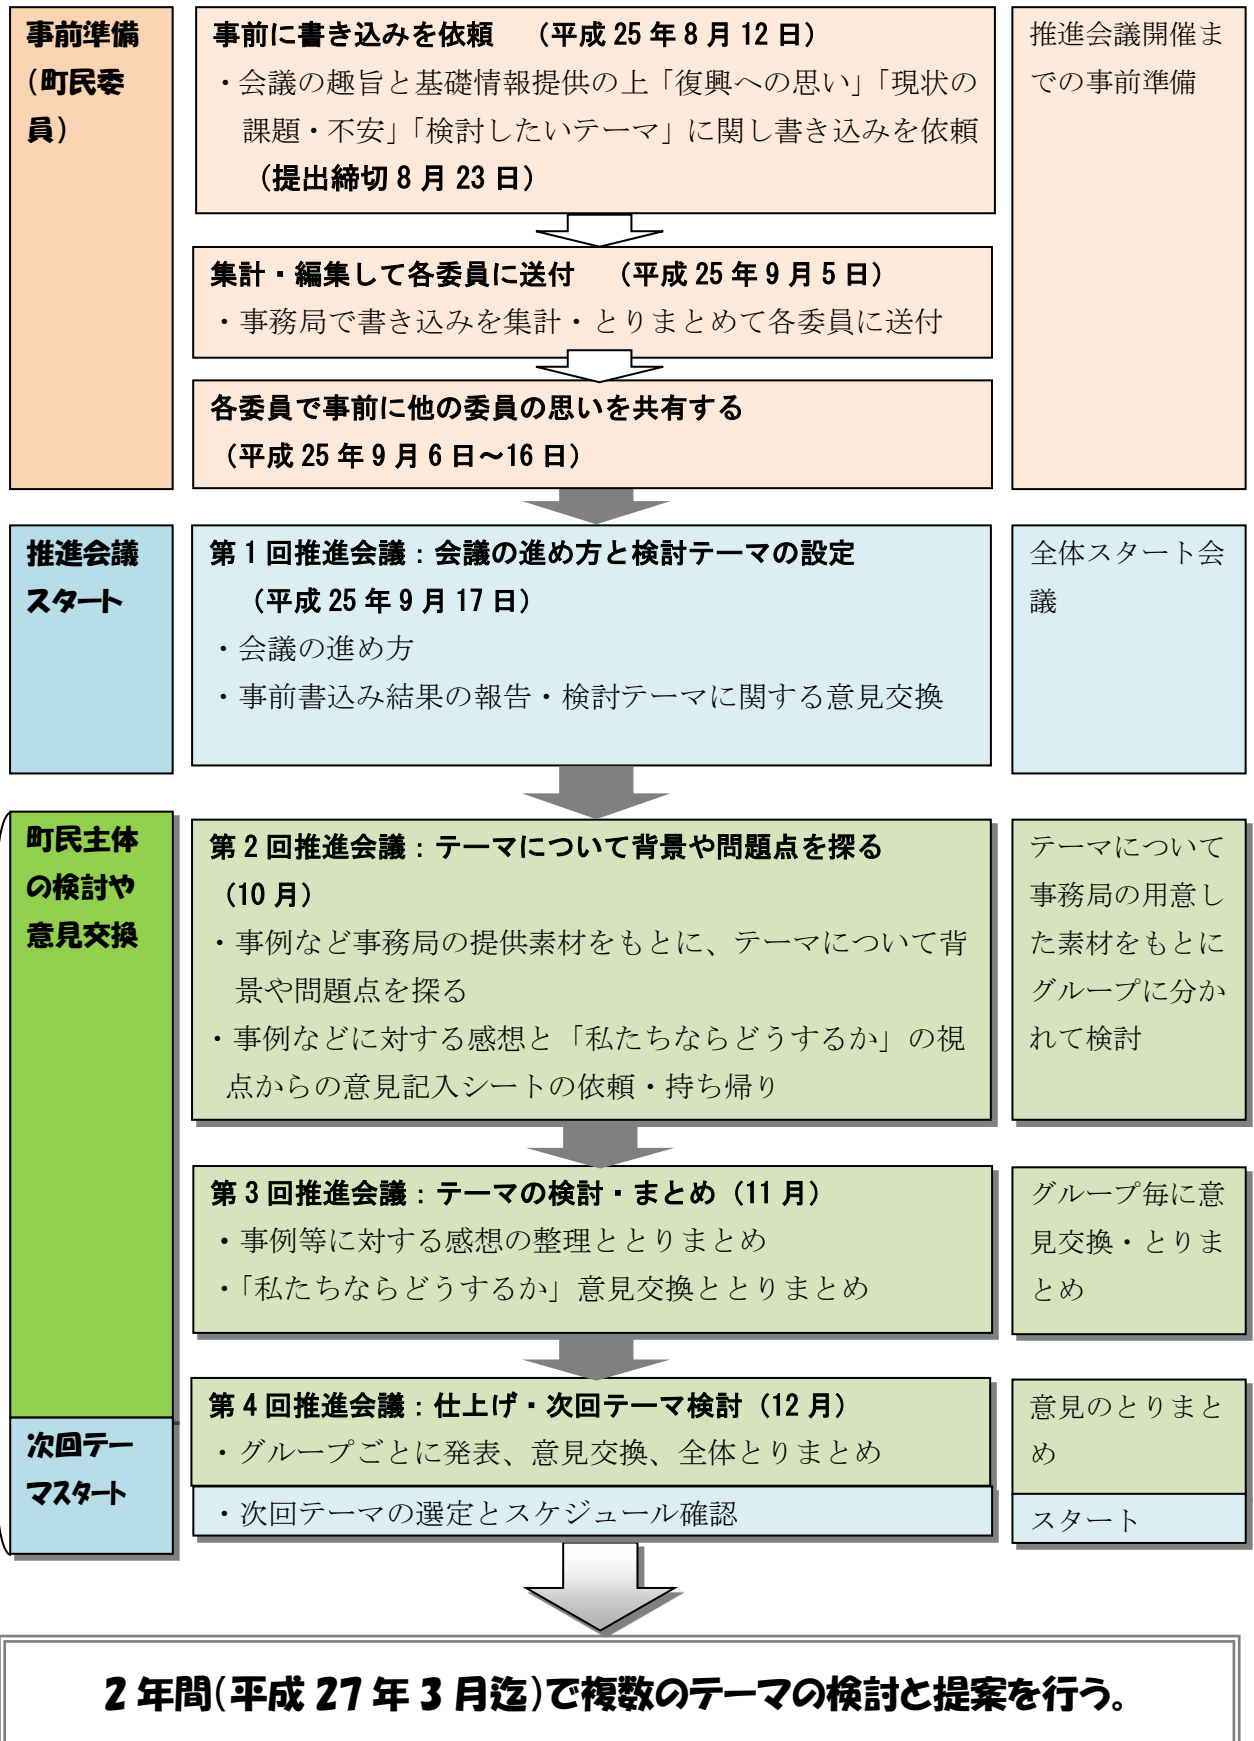 事前準備
（町民委
員）
事前に書き込みを依頼　（平成 25 年 8 月 12 日）
・会議の趣旨と基礎情報提供の上「復興への思い」「現状の
課題・不安」「検討したいテーマ」に関し書き込みを依頼
（提出締切 8 月 23 日）
推進会議開催ま
での事前準備
集計・編集して各委員に送付　（平成 25 年 9 月 5 日）
・事務局で書き込みを集計・とりまとめて各委員に送付
各委員で事前に他の委員の思いを共有する
（平成 25 年 9 月 6 日～16 日）
推進会議
スタート
第 1 回推進会議：会議の進め方と検討テーマの設定
（平成 25 年 9 月 17 日）
・会議の進め方
・事前書込み結果の報告・検討テーマに関する意見交換
全体スタート会
議
町民主体
の検討や
意見交換
第 2 回推進会議：テーマについて背景や問題点を探る
（10 月）
・事例など事務局の提供素材をもとに、テーマについて背
景や問題点を探る
・事例などに対する感想と「私たちならどうするか」の視
点からの意見記入シートの依頼・持ち帰り
テーマについて
事務局の用意し
た素材をもとに
グループに分か
れて検討
第 3 回推進会議：テーマの検討・まとめ（11 月）
・事例等に対する感想の整理ととりまとめ
・「私たちならどうするか」意見交換ととりまとめ
グループ毎に意
見交換・とりま
とめ
第 4 回推進会議：仕上げ・次回テーマ検討（12 月）
・グループごとに発表、意見交換、全体とりまとめ
意見のとりまと
め
次回テー
マスタート
・次回テーマの選定とスケジュール確認
スタート
2 年間（平成 27 年 3 月迄）で複数のテーマの検討と提案を行う。